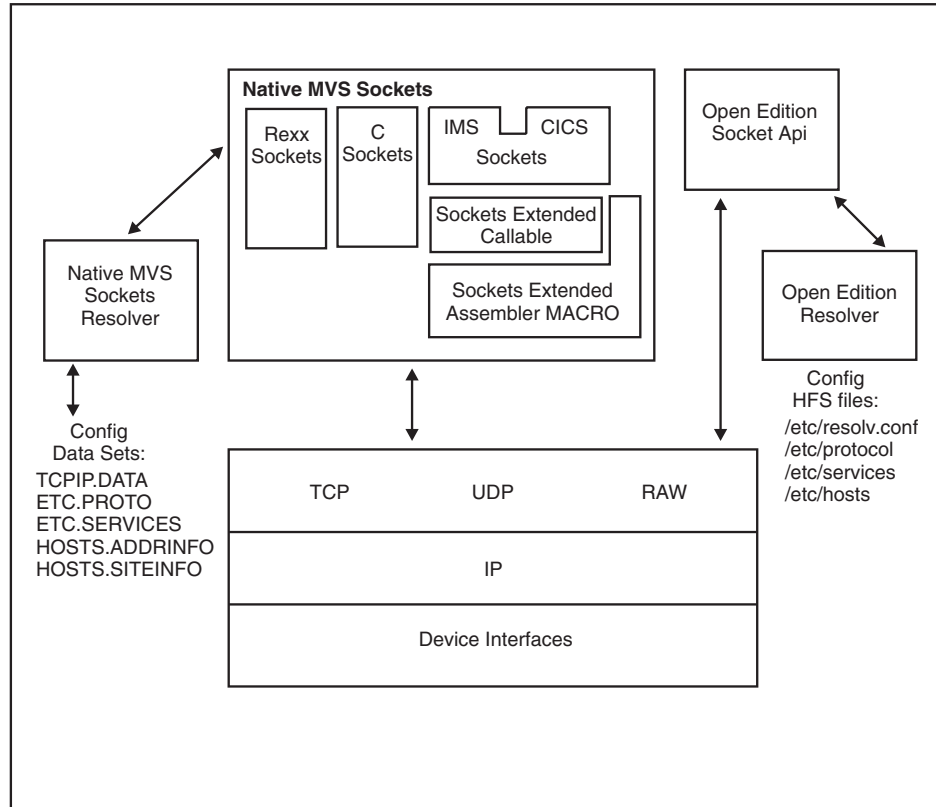 Native MVS Sockets
Rexx
Sockets
C
Sockets
IMS
CICS
Sockets
Sockets Extended
Callable
Sockets Extended
Assembler MACRO
Open Edition
Socket Api
Native MVS
Sockets
Resolver
Open Edition
Resolver
Config
Data Sets:
TCPIP.DATA
ETC.PROTO
ETC.SERVICES
HOSTS.ADDRINFO
HOSTS.SITEINFO
Config
HFS files:
/etc/resolv.conf
/etc/protocol
/etc/services
/etc/hosts
TCP
UDP
RAW
IP
Device Interfaces